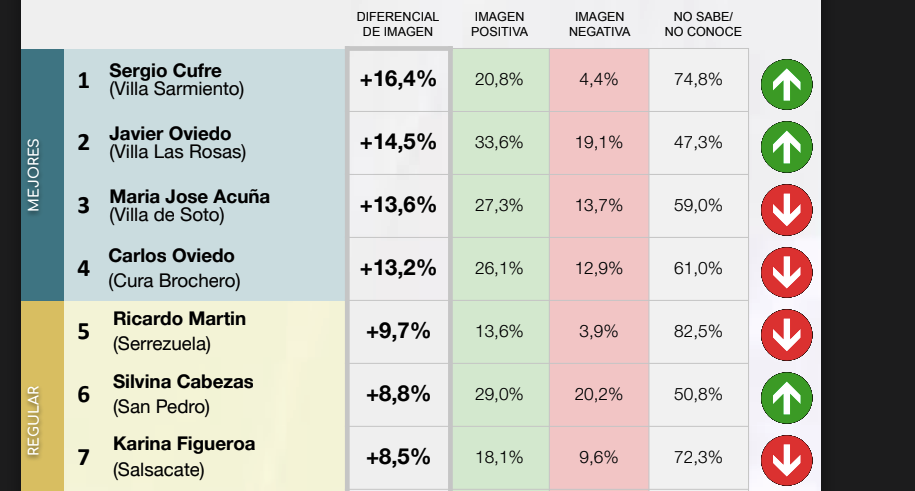 DIFERENCIAL DE IMAGEN IMAGEN POSITIVA IMAGEN NEGATIVA NO SABE/ NO CONOCE
MEJORES
1 Sergio Cufre (Villa Sarmiento) +16,4% 20,8% 4,4% 74,8%
2 Javier Oviedo (Villa Las Rosas) +14,5% 33,6% 19,1% 47,3%
3 Maria Jose Acuña (Villa de Soto) +13,6% 27,3% 13,7% 59,0%
4 Carlos Oviedo (Cura Brochero) +13,2% 26,1% 12,9% 61,0%
REGULAR
5 Ricardo Martin (Serrezuela) +9,7% 13,6% 3,9% 82,5%
6 Silvina Cabezas (San Pedro) +8,8% 29,0% 20,2% 50,8%
7 Karina Figueroa (Salsacate) +8,5% 18,1% 9,6% 72,3%